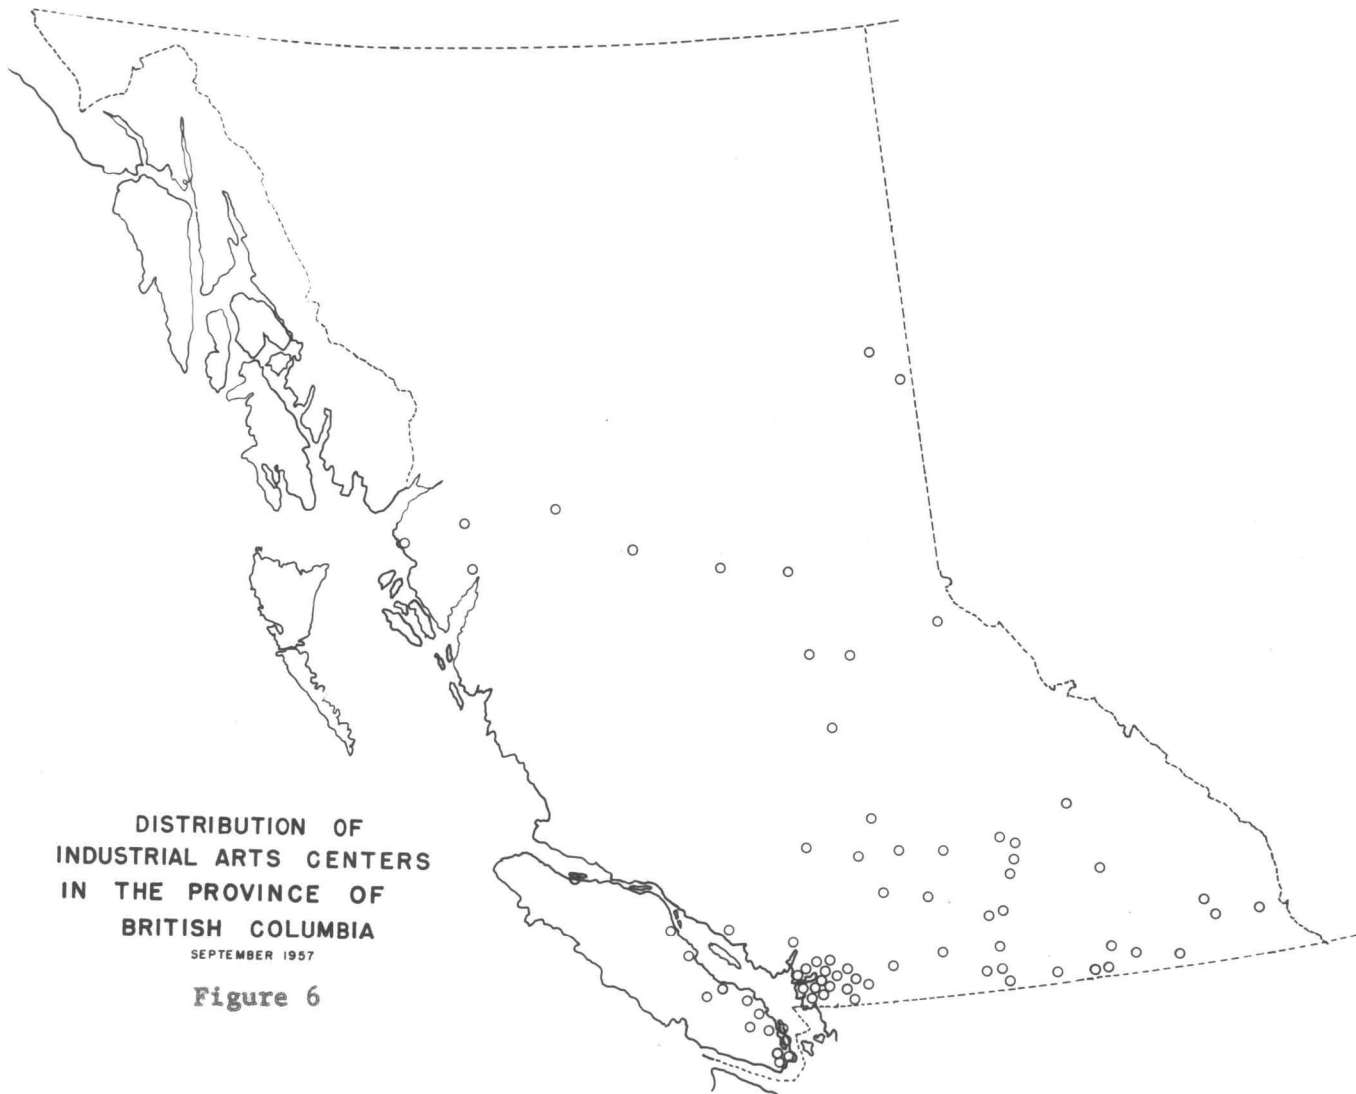 DISTRIBUTION OF
INDUSTRIAL ARTS CENTERS
IN THE PROVINCE OF
BRITISH COLUMBIA
SEPTEMBER 1957
Figure 6